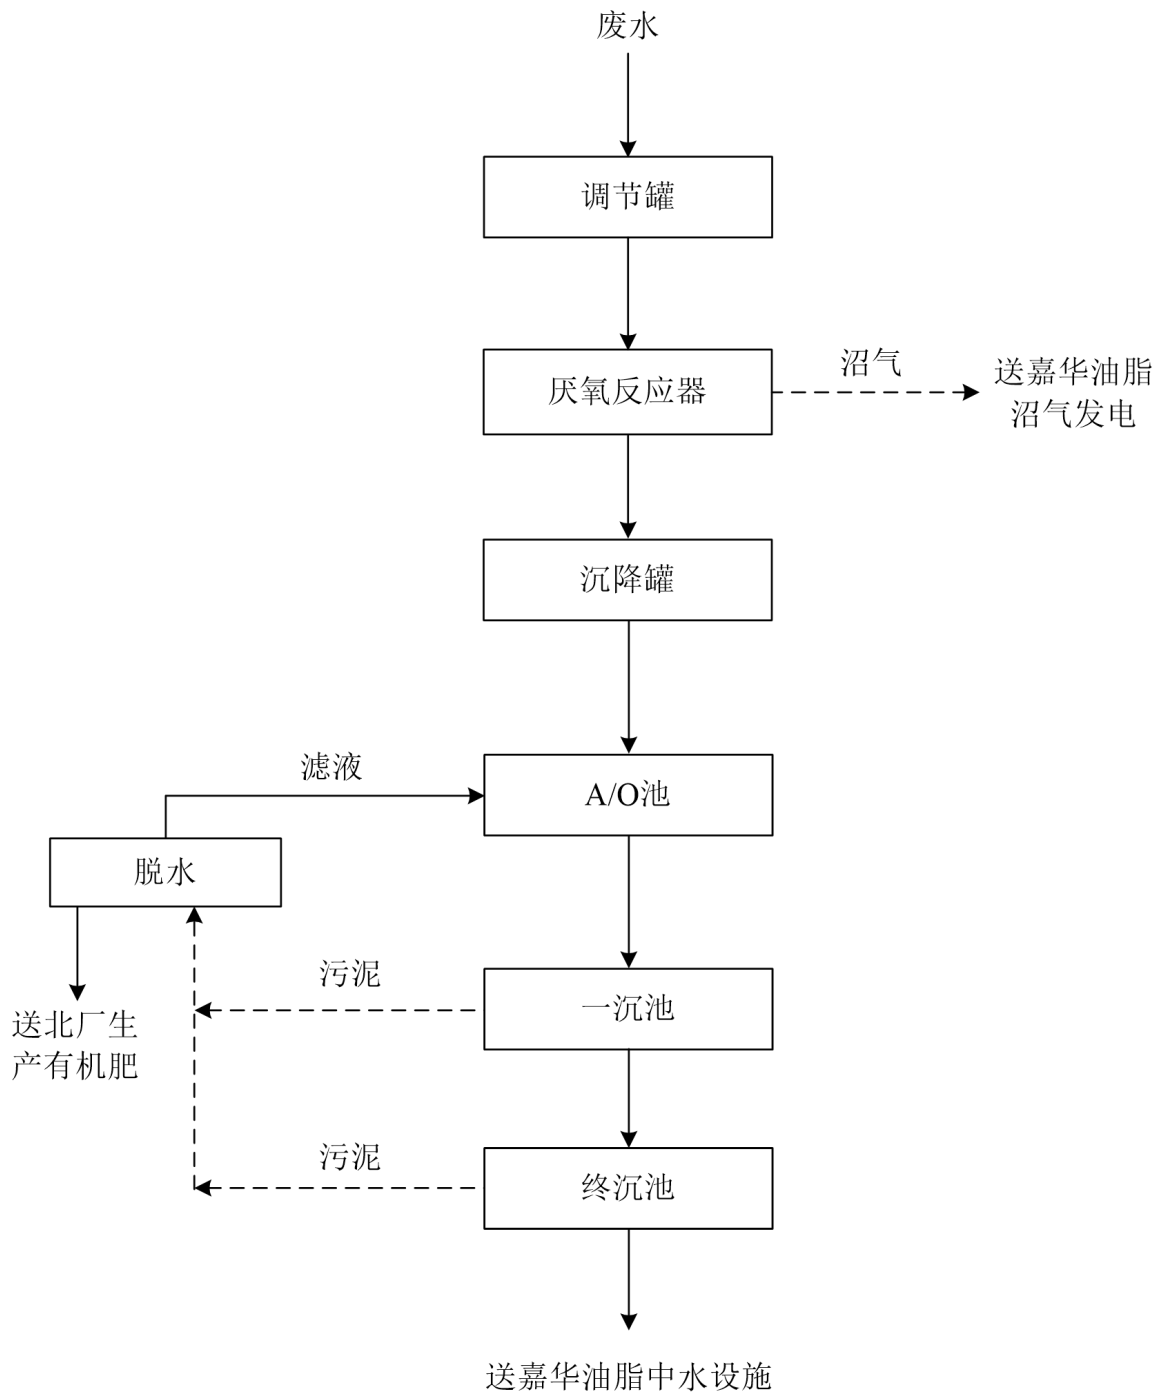 废水
调节罐
沼气
厌氧反应器
送嘉华油脂
沼气发电
沉降罐
滤液
A/O池
脱水
污泥
一沉池
送北厂生
产有机肥
污泥
终沉池
送嘉华油脂中水设施